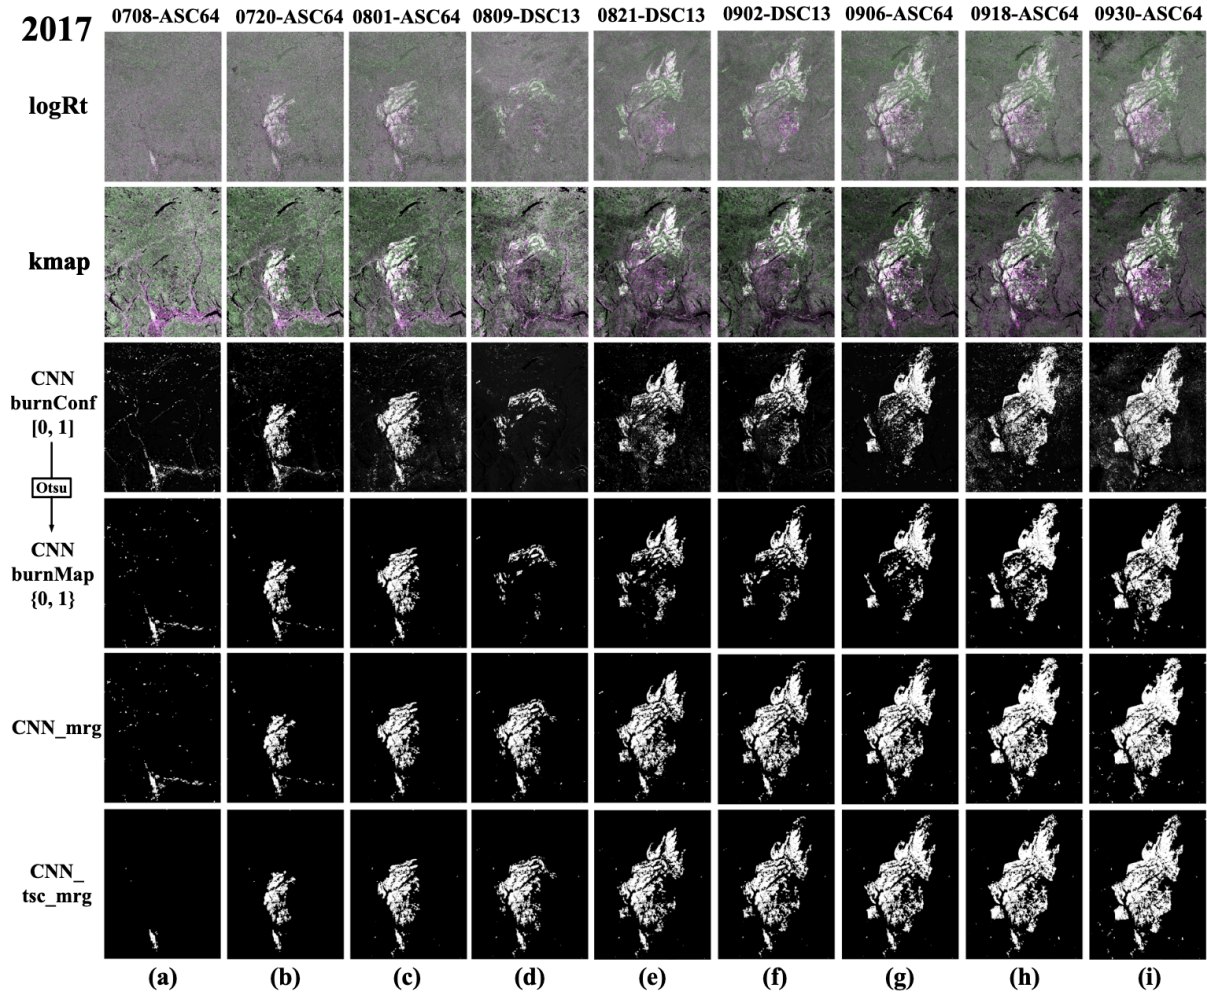 2017
0708-ASC64 0720-ASC64 0801-ASC64 0809-DSC13 0821-DSC13 0902-DSC13 0906-ASC64 0918-ASC64 0930-ASC64
logRt
kmap
CNN
burnConf
[0, 1]
Otsu
CNN
burnMap
{0, 1}
CNN_mrg
CNN_
tsc_mrg
(a) (b) (c) (d) (e) (f) (g) (h) (i)